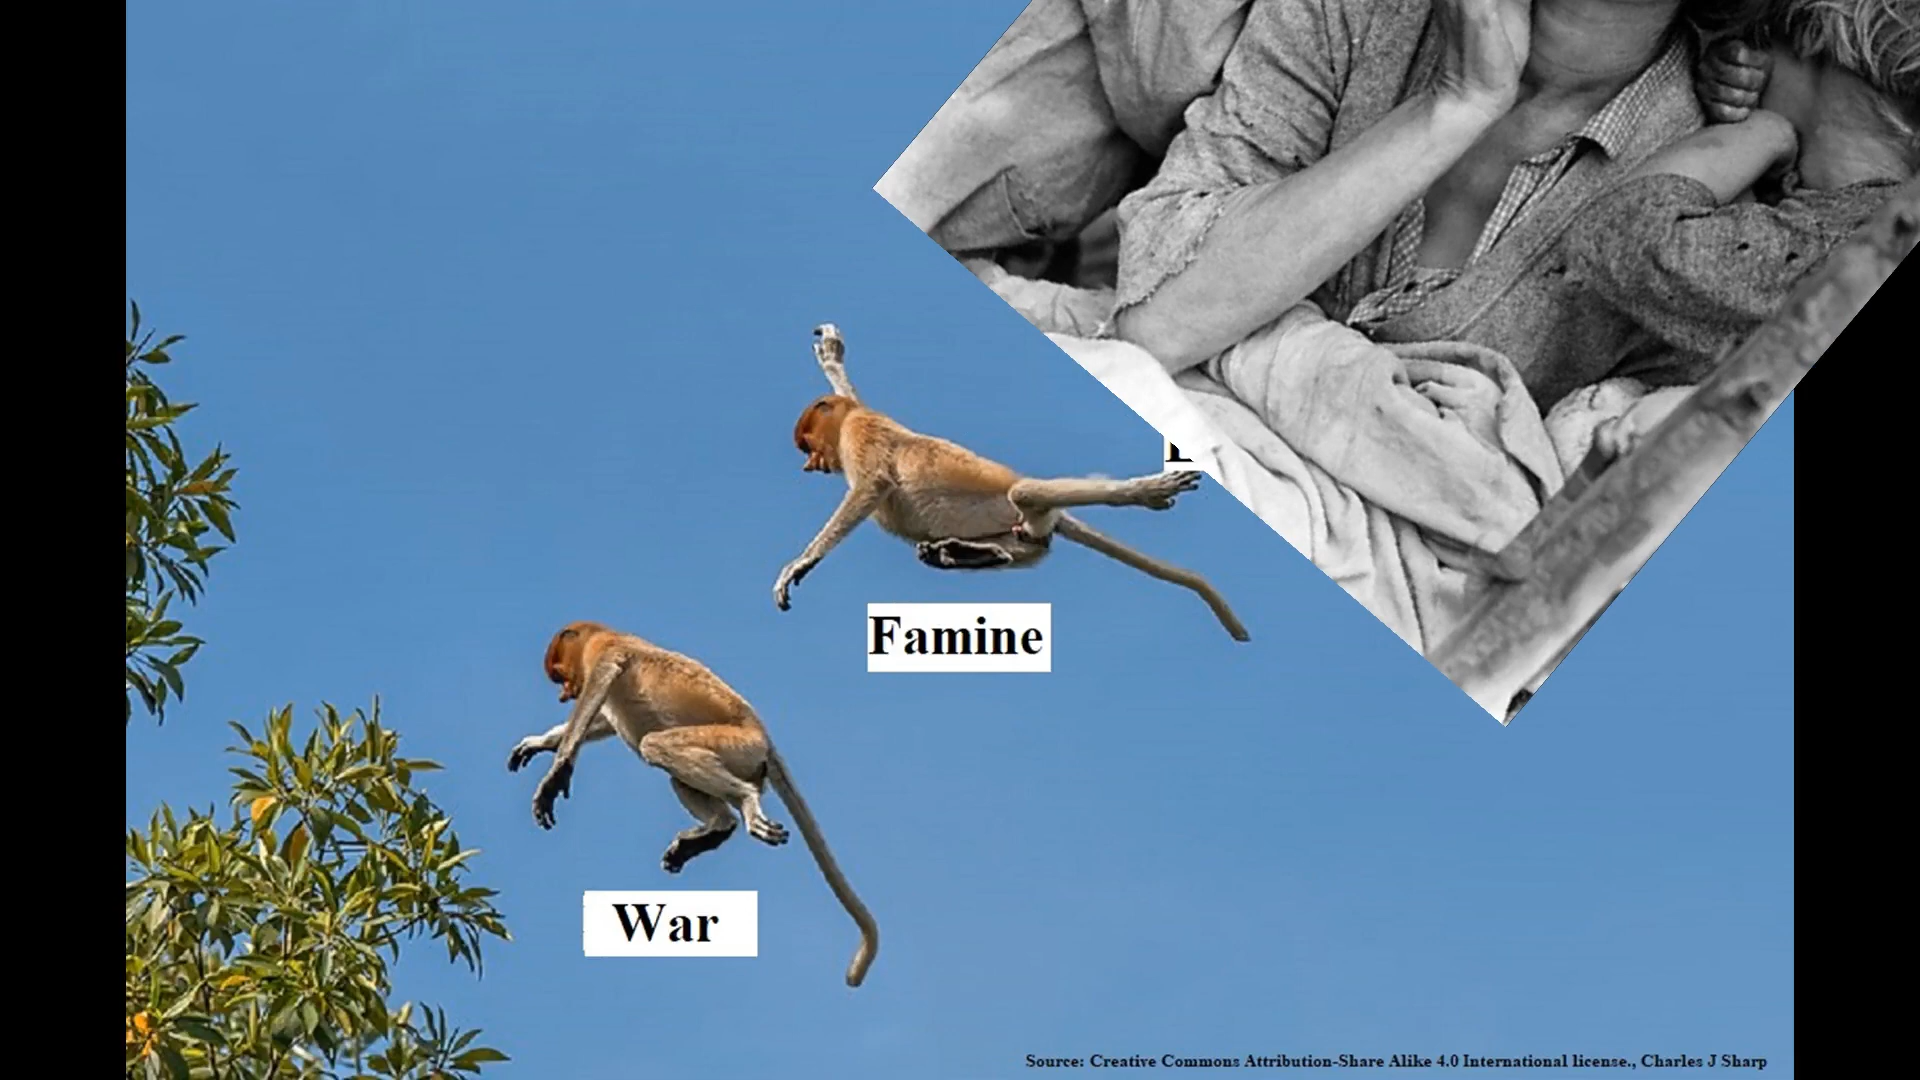 Famine
War
Source: Creative Commons Attribution-Share Alike 4.0 International license., Charles J Sharp